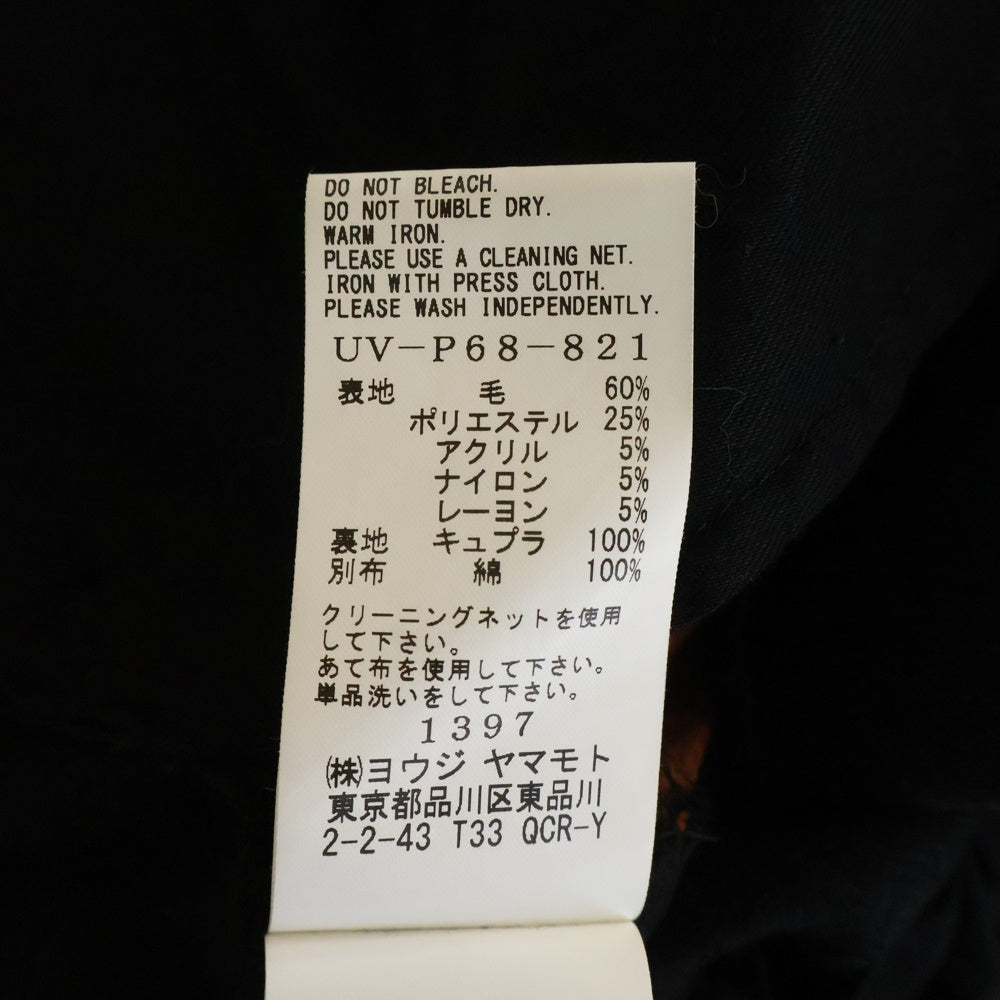 DO NOT BLEACH.
DO NOT TUMBLE DRY.
WARM IRON.
PLEASE USE A CLEANING NET.
IRON WITH PRESS CLOTH.
PLEASE WASH INDEPENDENTLY.
UV-P68-821
表地 毛 60%
ポリエステル 25%
アクリル 5%
ナイロン 5%
レーヨン 5%
裏地 キュプラ 100%
別布 綿 100%
クリーニングネットを使用
して下さい。
あて布を使用して下さい。
単品洗いをして下さい。
1397
㈱ヨウジ ヤマモト
東京都品川区東品川
2-2-43 T33 QCR-Y